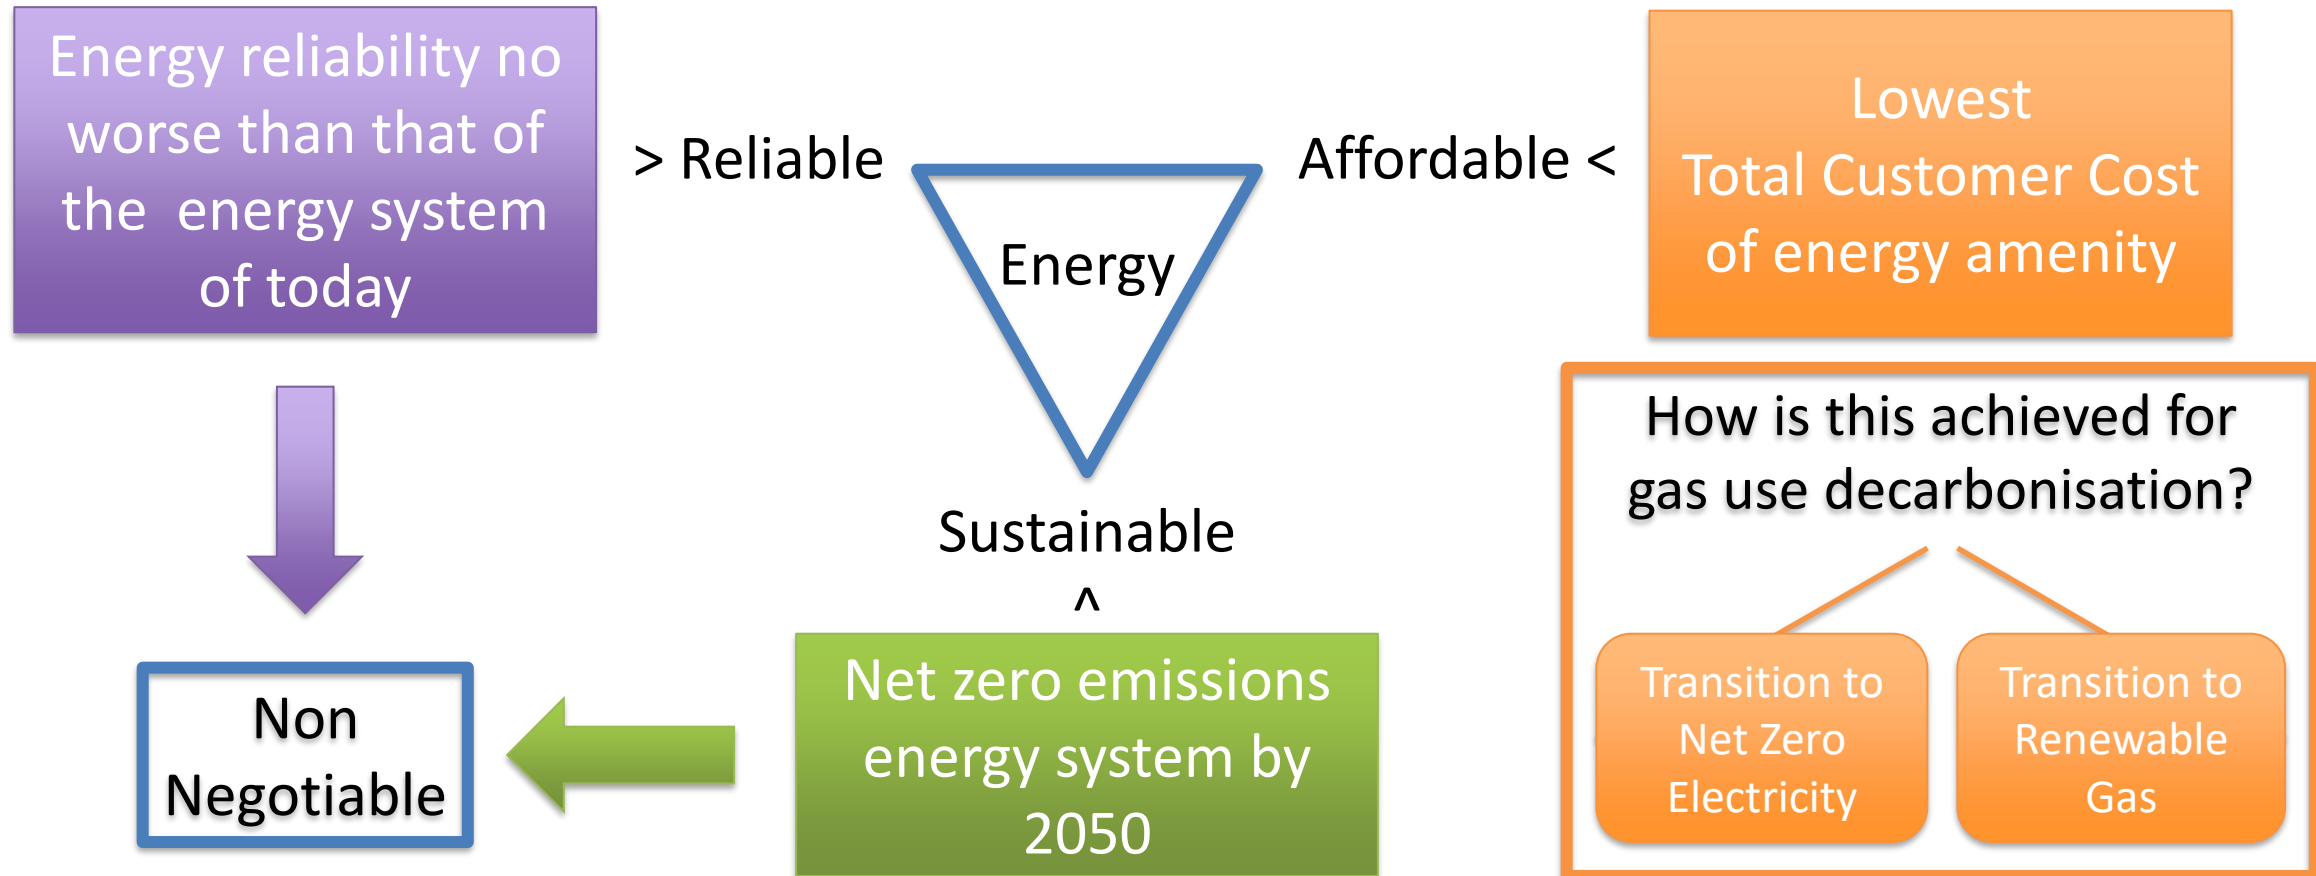 Energy reliability no
worse than that of
the energy system
of today
> Reliable
Energy
Affordable <
Lowest
Total Customer Cost
of energy amenity
How is this achieved for
gas use decarbonisation?
Transition to
Net Zero
Electricity
Transition to
Renewable
Gas
Sustainable
^
Net zero emissions
energy system by
2050
Non
Negotiable